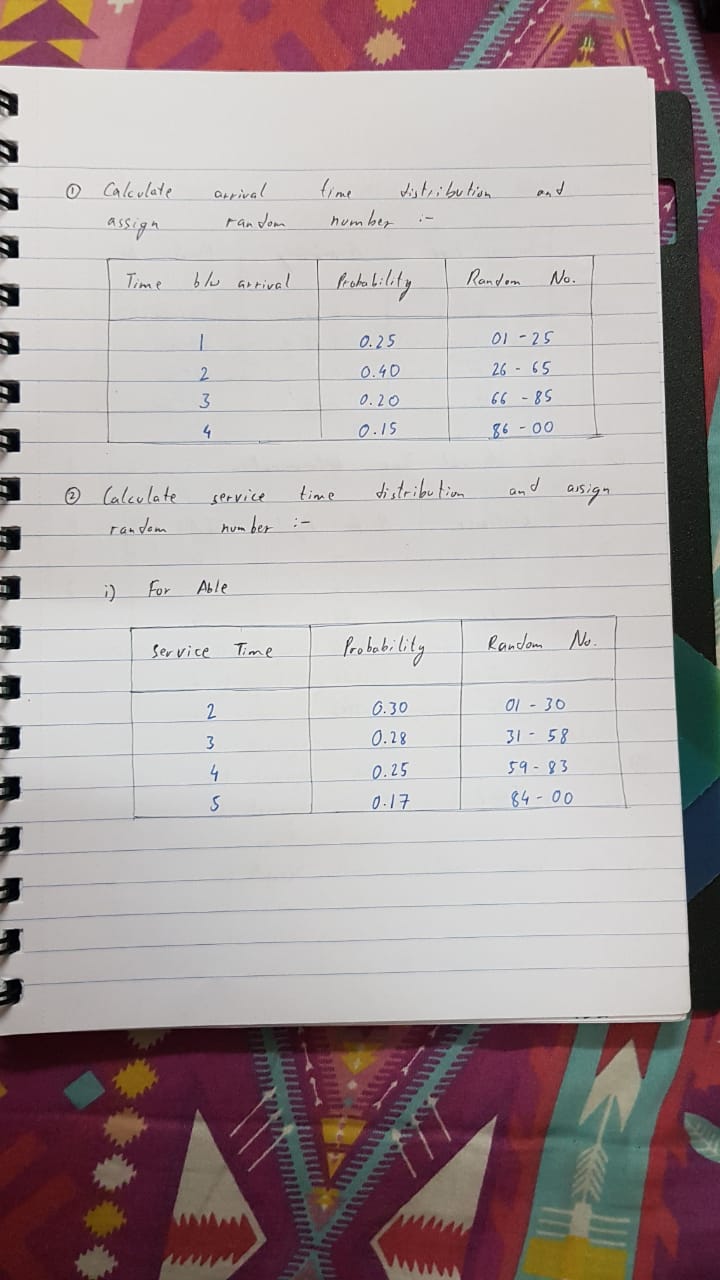 ① Calculate arrival time distribution and
assign random number :-
Time b/w arrival Probability Random No.
1 0.25 01 - 25
2 0.40 26 - 65
3 0.20 66 - 85
4 0.15 86 - 00
② Calculate service time distribution and assign
random number :-
i) For Able
Service Time Probability Random No.
2 0.30 01 - 30
3 0.28 31 - 58
4 0.25 59 - 83
5 0.17 84 - 00